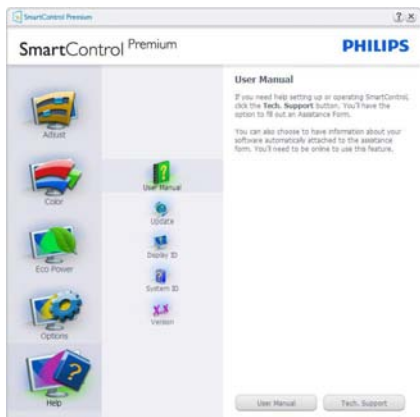 SmartControl Premium
? X
SmartControl Premium
PHILIPS
Adjust
Color
Eco Power
Options
Help
User Manual
Update
Display ID
System ID
Version
User Manual
If you need help setting up or operating SmartControl,
click the Tech. Support button. You'll have the
option to fill out an Assistance Form.
You can also choose to have information about your
software automatically attached to the assistance
form. You'll need to be online to use this feature.
User Manual
Tech. Support